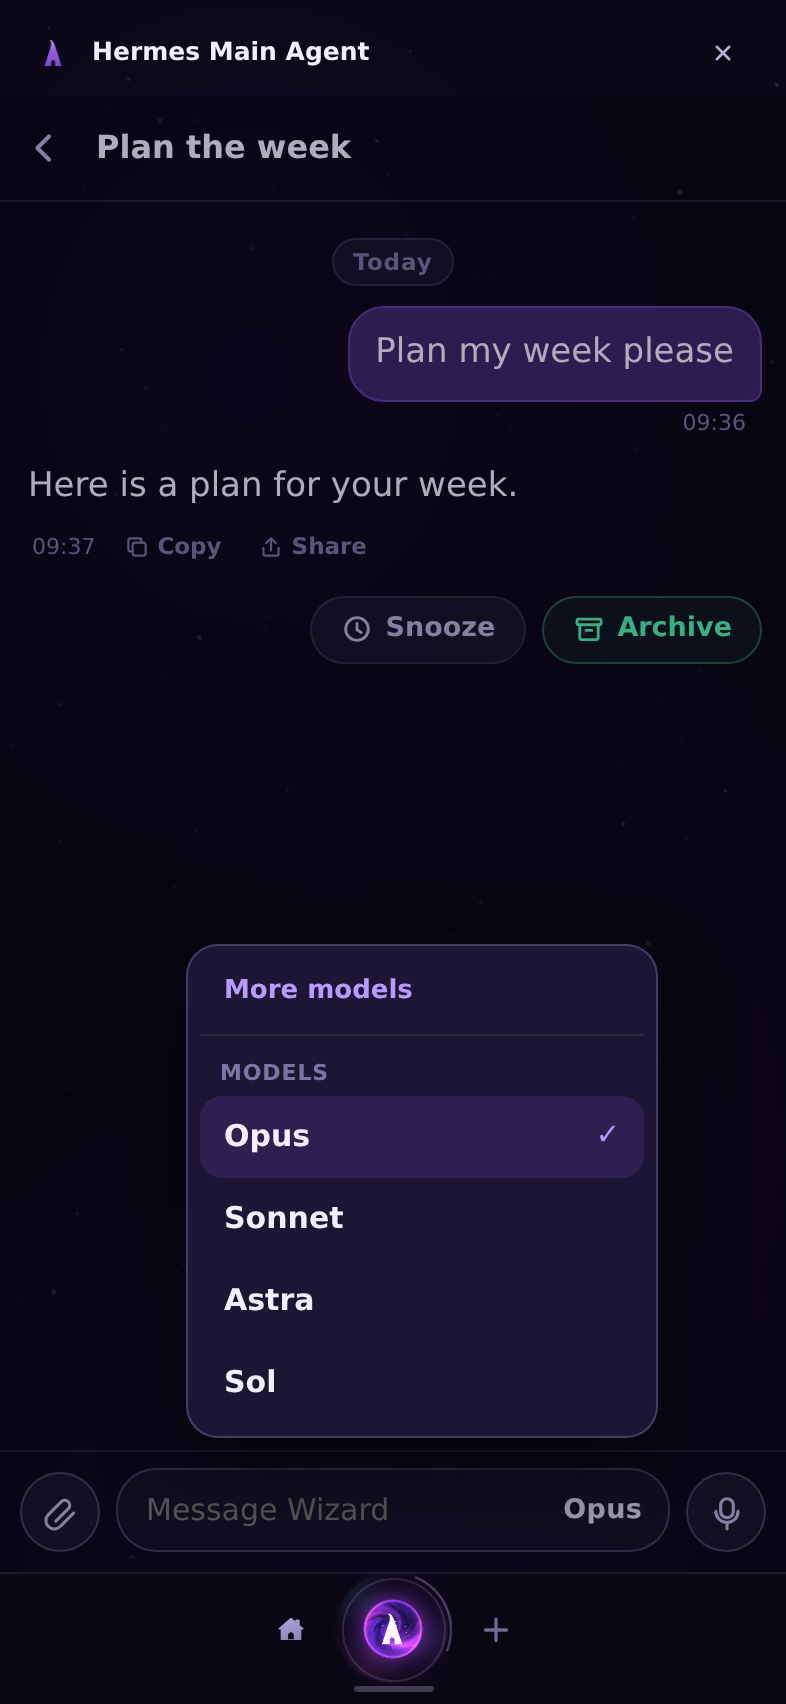 Hermes Main Agent
Plan the week
Today
Plan my week please
09:36
Here is a plan for your week.
09:37 Copy Share
Snooze Archive
More models
MODELS
Opus ✓
Sonnet
Astra
Sol
Message Wizard Opus